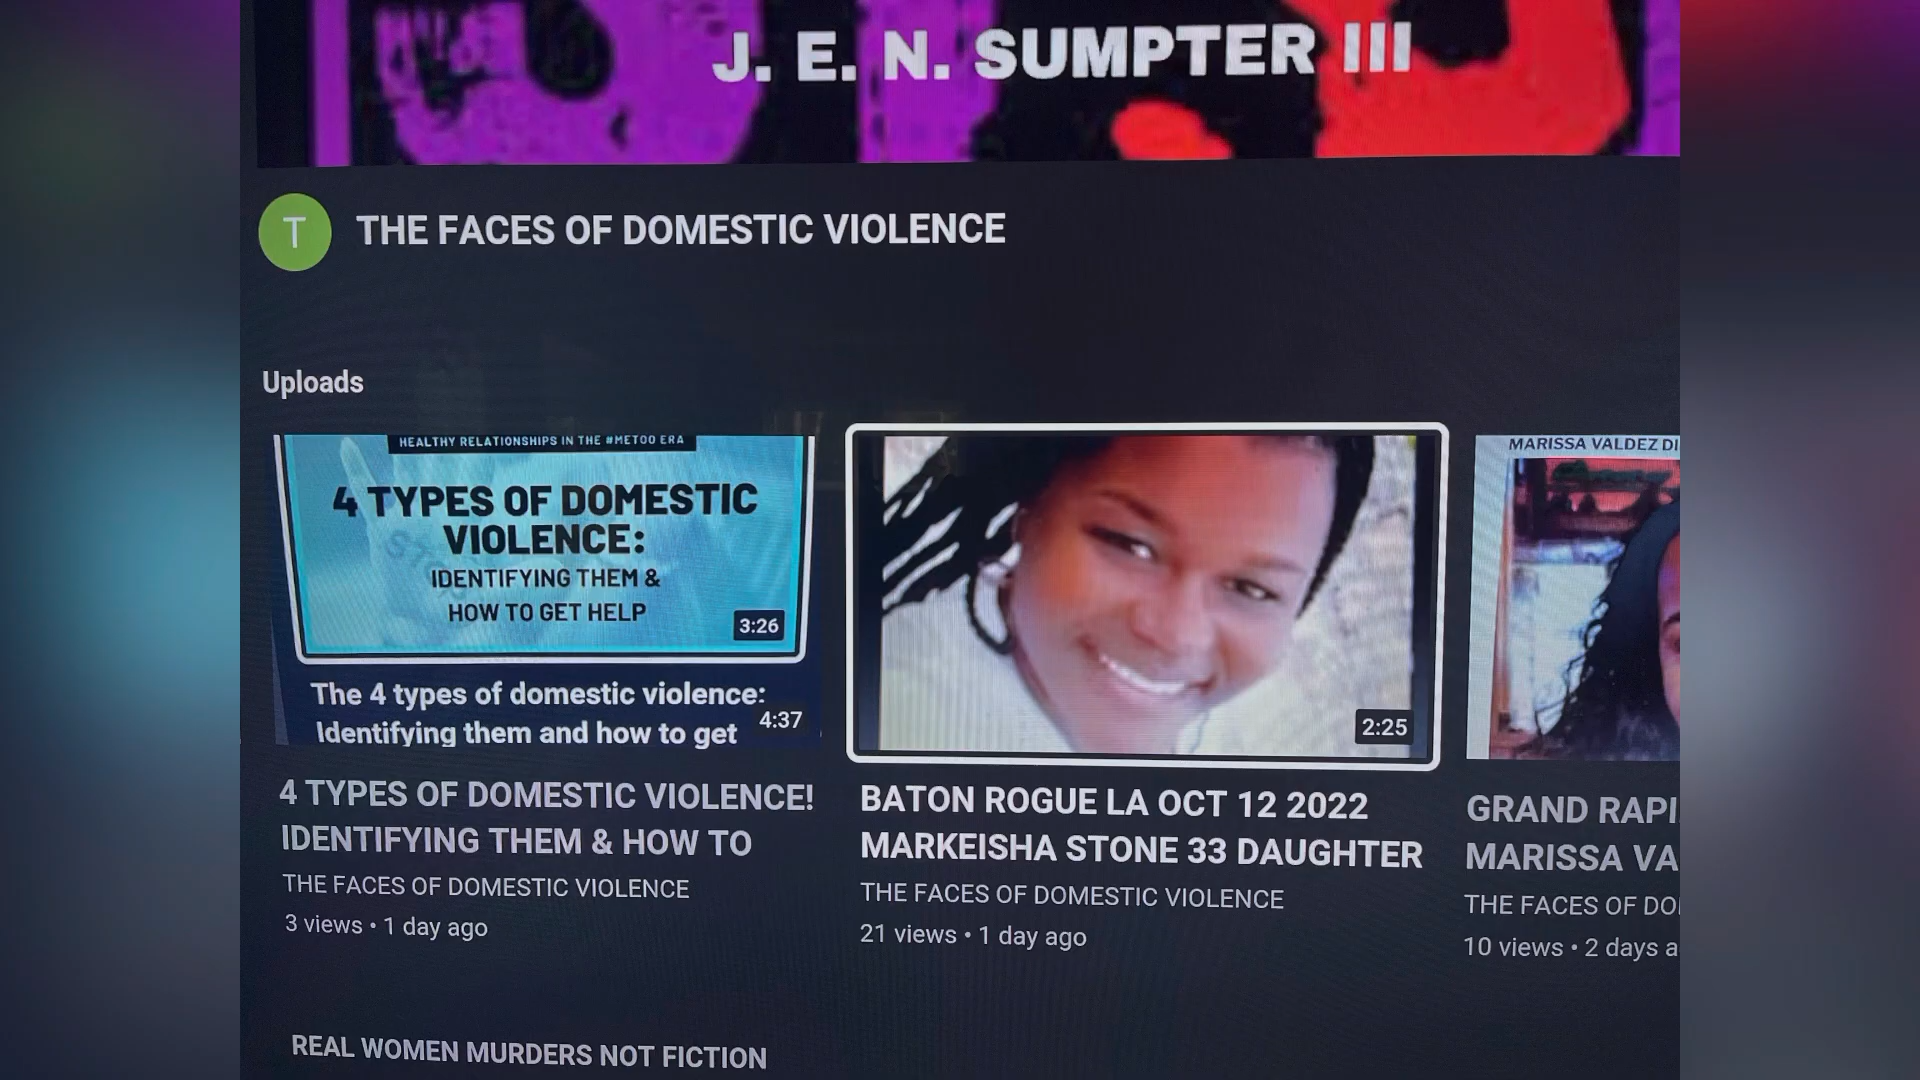 J. E. N. SUMPTER III
T
THE FACES OF DOMESTIC VIOLENCE
Uploads
HEALTHY RELATIONSHIPS IN THE #METOO ERA
4 TYPES OF DOMESTIC
VIOLENCE:
IDENTIFYING THEM &
HOW TO GET HELP
3:26
The 4 types of domestic violence:
Identifying them and how to get
4:37
4 TYPES OF DOMESTIC VIOLENCE!
IDENTIFYING THEM & HOW TO
THE FACES OF DOMESTIC VIOLENCE
3 views • 1 day ago
2:25
BATON ROGUE LA OCT 12 2022
MARKEISHA STONE 33 DAUGHTER
THE FACES OF DOMESTIC VIOLENCE
21 views • 1 day ago
MARISSA VALDEZ DI
GRAND RAPI
MARISSA VA
THE FACES OF DO
10 views • 2 days a
REAL WOMEN MURDERS NOT FICTION